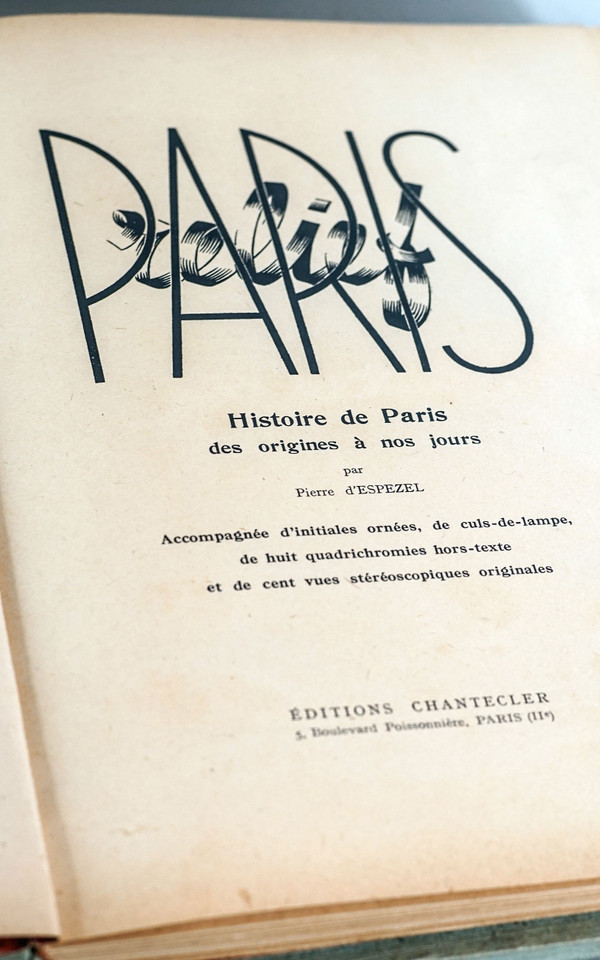 PARIS
relief
Histoire de Paris
des origines à nos jours
par
Pierre d'ESPEZEL
Accompagnée d'initiales ornées, de culs-de-lampe,
de huit quadrichromies hors-texte
et de cent vues stéréoscopiques originales
ÉDITIONS CHANTECLER
5, Boulevard Poissonnière, PARIS (IIᵉ)